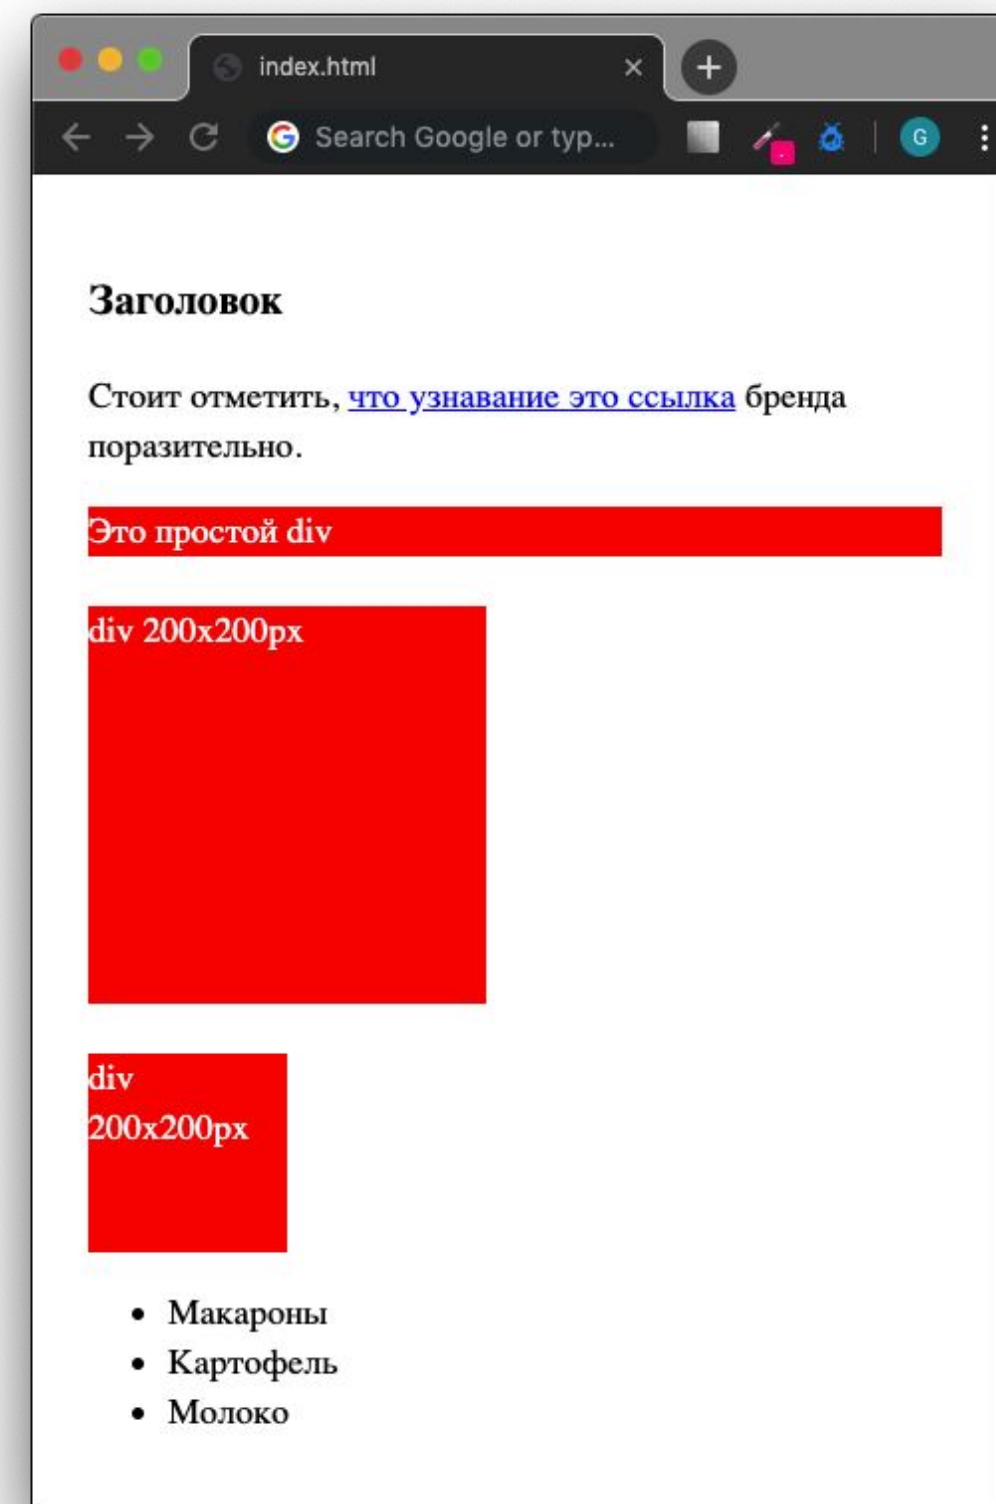 index.html
Search Google or typ...
G
Заголовок
Стоит отметить, что узнавание это ссылка бренда
поразительно.
Это простой div
div 200x200px
div
200x200px
Макароны
Картофель
Молоко